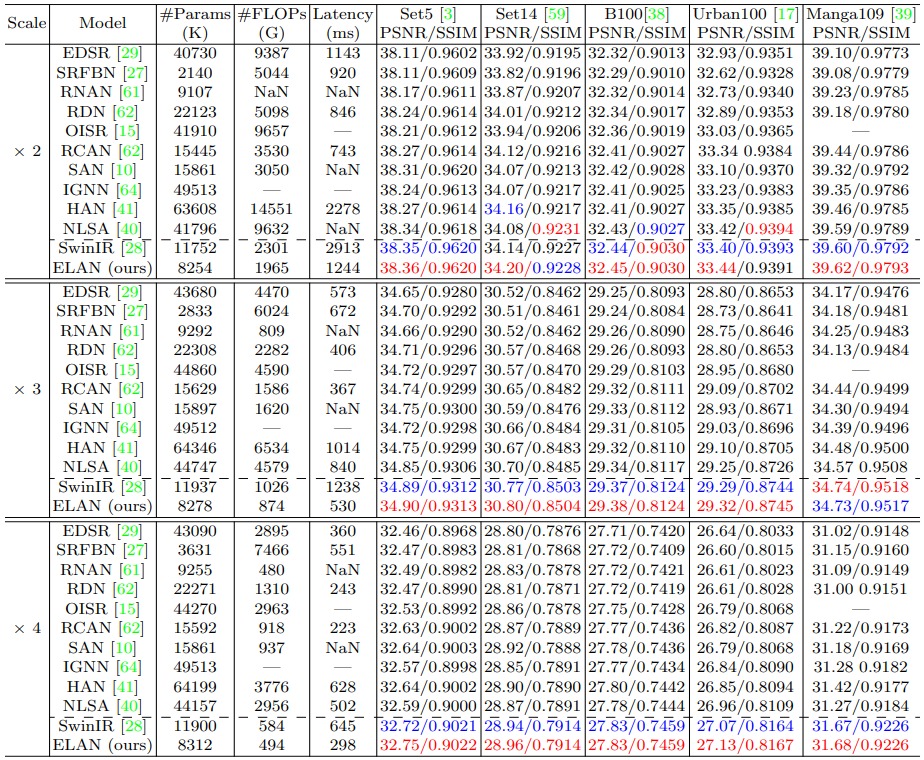 Scale Model #Params #FLOPs Latency Set5 [3] Set14 [59] B100[38] Urban100 [17] Manga109 [39]
(K) (G) (ms) PSNR/SSIM PSNR/SSIM PSNR/SSIM PSNR/SSIM PSNR/SSIM
EDSR [29] 40730 9387 1143 38.11/0.9602 33.92/0.9195 32.32/0.9013 32.93/0.9351 39.10/0.9773
SRFBN [27] 2140 5044 920 38.11/0.9609 33.82/0.9196 32.29/0.9010 32.62/0.9328 39.08/0.9779
RNAN [61] 9107 NaN NaN 38.17/0.9611 33.87/0.9207 32.32/0.9014 32.73/0.9340 39.23/0.9785
RDN [62] 22123 5098 846 38.24/0.9614 34.01/0.9212 32.34/0.9017 32.89/0.9353 39.18/0.9780
OISR [15] 41910 9657 — 38.21/0.9612 33.94/0.9206 32.36/0.9019 33.03/0.9365 —
× 2 RCAN [62] 15445 3530 743 38.27/0.9614 34.12/0.9216 32.41/0.9027 33.34 0.9384 39.44/0.9786
SAN [10] 15861 3050 NaN 38.31/0.9620 34.07/0.9213 32.42/0.9028 33.10/0.9370 39.32/0.9792
IGNN [64] 49513 — — 38.24/0.9613 34.07/0.9217 32.41/0.9025 33.23/0.9383 39.35/0.9786
HAN [41] 63608 14551 2278 38.27/0.9614 34.16/0.9217 32.41/0.9027 33.35/0.9385 39.46/0.9785
NLSA [40] 41796 9632 NaN 38.34/0.9618 34.08/0.9231 32.43/0.9027 33.42/0.9394 39.59/0.9789
SwinIR [28] 11752 2301 2913 38.35/0.9620 34.14/0.9227 32.44/0.9030 33.40/0.9393 39.60/0.9792
ELAN (ours) 8254 1965 1244 38.36/0.9620 34.20/0.9228 32.45/0.9030 33.44/0.9391 39.62/0.9793
EDSR [29] 43680 4470 573 34.65/0.9280 30.52/0.8462 29.25/0.8093 28.80/0.8653 34.17/0.9476
SRFBN [27] 2833 6024 672 34.70/0.9292 30.51/0.8461 29.24/0.8084 28.73/0.8641 34.18/0.9481
RNAN [61] 9292 809 NaN 34.66/0.9290 30.52/0.8462 29.26/0.8090 28.75/0.8646 34.25/0.9483
RDN [62] 22308 2282 406 34.71/0.9296 30.57/0.8468 29.26/0.8093 28.80/0.8653 34.13/0.9484
OISR [15] 44860 4590 — 34.72/0.9297 30.57/0.8470 29.29/0.8103 28.95/0.8680 —
× 3 RCAN [62] 15629 1586 367 34.74/0.9299 30.65/0.8482 29.32/0.8111 29.09/0.8702 34.44/0.9499
SAN [10] 15897 1620 NaN 34.75/0.9300 30.59/0.8476 29.33/0.8112 28.93/0.8671 34.30/0.9494
IGNN [64] 49512 — — 34.72/0.9298 30.66/0.8484 29.31/0.8105 29.03/0.8696 34.39/0.9496
HAN [41] 64346 6534 1014 34.75/0.9299 30.67/0.8483 29.32/0.8110 29.10/0.8705 34.48/0.9500
NLSA [40] 44747 4579 840 34.85/0.9306 30.70/0.8485 29.34/0.8117 29.25/0.8726 34.57 0.9508
SwinIR [28] 11937 1026 1238 34.89/0.9312 30.77/0.8503 29.37/0.8124 29.29/0.8744 34.74/0.9518
ELAN (ours) 8278 874 530 34.90/0.9313 30.80/0.8504 29.38/0.8124 29.32/0.8745 34.73/0.9517
EDSR [29] 43090 2895 360 32.46/0.8968 28.80/0.7876 27.71/0.7420 26.64/0.8033 31.02/0.9148
SRFBN [27] 3631 7466 551 32.47/0.8983 28.81/0.7868 27.72/0.7409 26.60/0.8015 31.15/0.9160
RNAN [61] 9255 480 NaN 32.49/0.8982 28.83/0.7878 27.72/0.7421 26.61/0.8023 31.09/0.9149
RDN [62] 22271 1310 243 32.47/0.8990 28.81/0.7871 27.72/0.7419 26.61/0.8028 31.00 0.9151
OISR [15] 44270 2963 — 32.53/0.8992 28.86/0.7878 27.75/0.7428 26.79/0.8068 —
× 4 RCAN [62] 15592 918 223 32.63/0.9002 28.87/0.7889 27.77/0.7436 26.82/0.8087 31.22/0.9173
SAN [10] 15861 937 NaN 32.64/0.9003 28.92/0.7888 27.78/0.7436 26.79/0.8068 31.18/0.9169
IGNN [64] 49513 — — 32.57/0.8998 28.85/0.7891 27.77/0.7434 26.84/0.8090 31.28 0.9182
HAN [41] 64199 3776 628 32.64/0.9002 28.90/0.7890 27.80/0.7442 26.85/0.8094 31.42/0.9177
NLSA [40] 44157 2956 502 32.59/0.9000 28.87/0.7891 27.78/0.7444 26.96/0.8109 31.27/0.9184
SwinIR [28] 11900 584 645 32.72/0.9021 28.94/0.7914 27.83/0.7459 27.07/0.8164 31.67/0.9226
ELAN (ours) 8312 494 298 32.75/0.9022 28.96/0.7914 27.83/0.7459 27.13/0.8167 31.68/0.9226